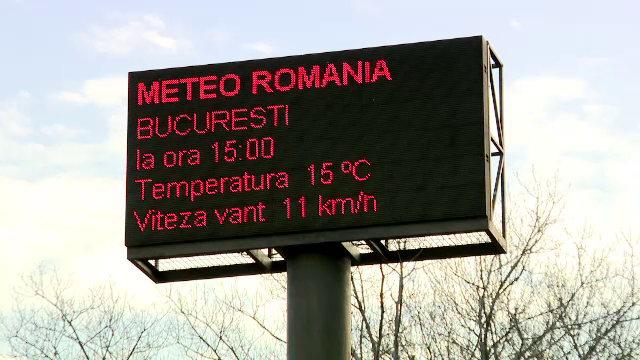 METEO ROMANIA
BUCURESTI
la ora 15:00
Temperatura 15 ºC
Viteza vant 11 km/h